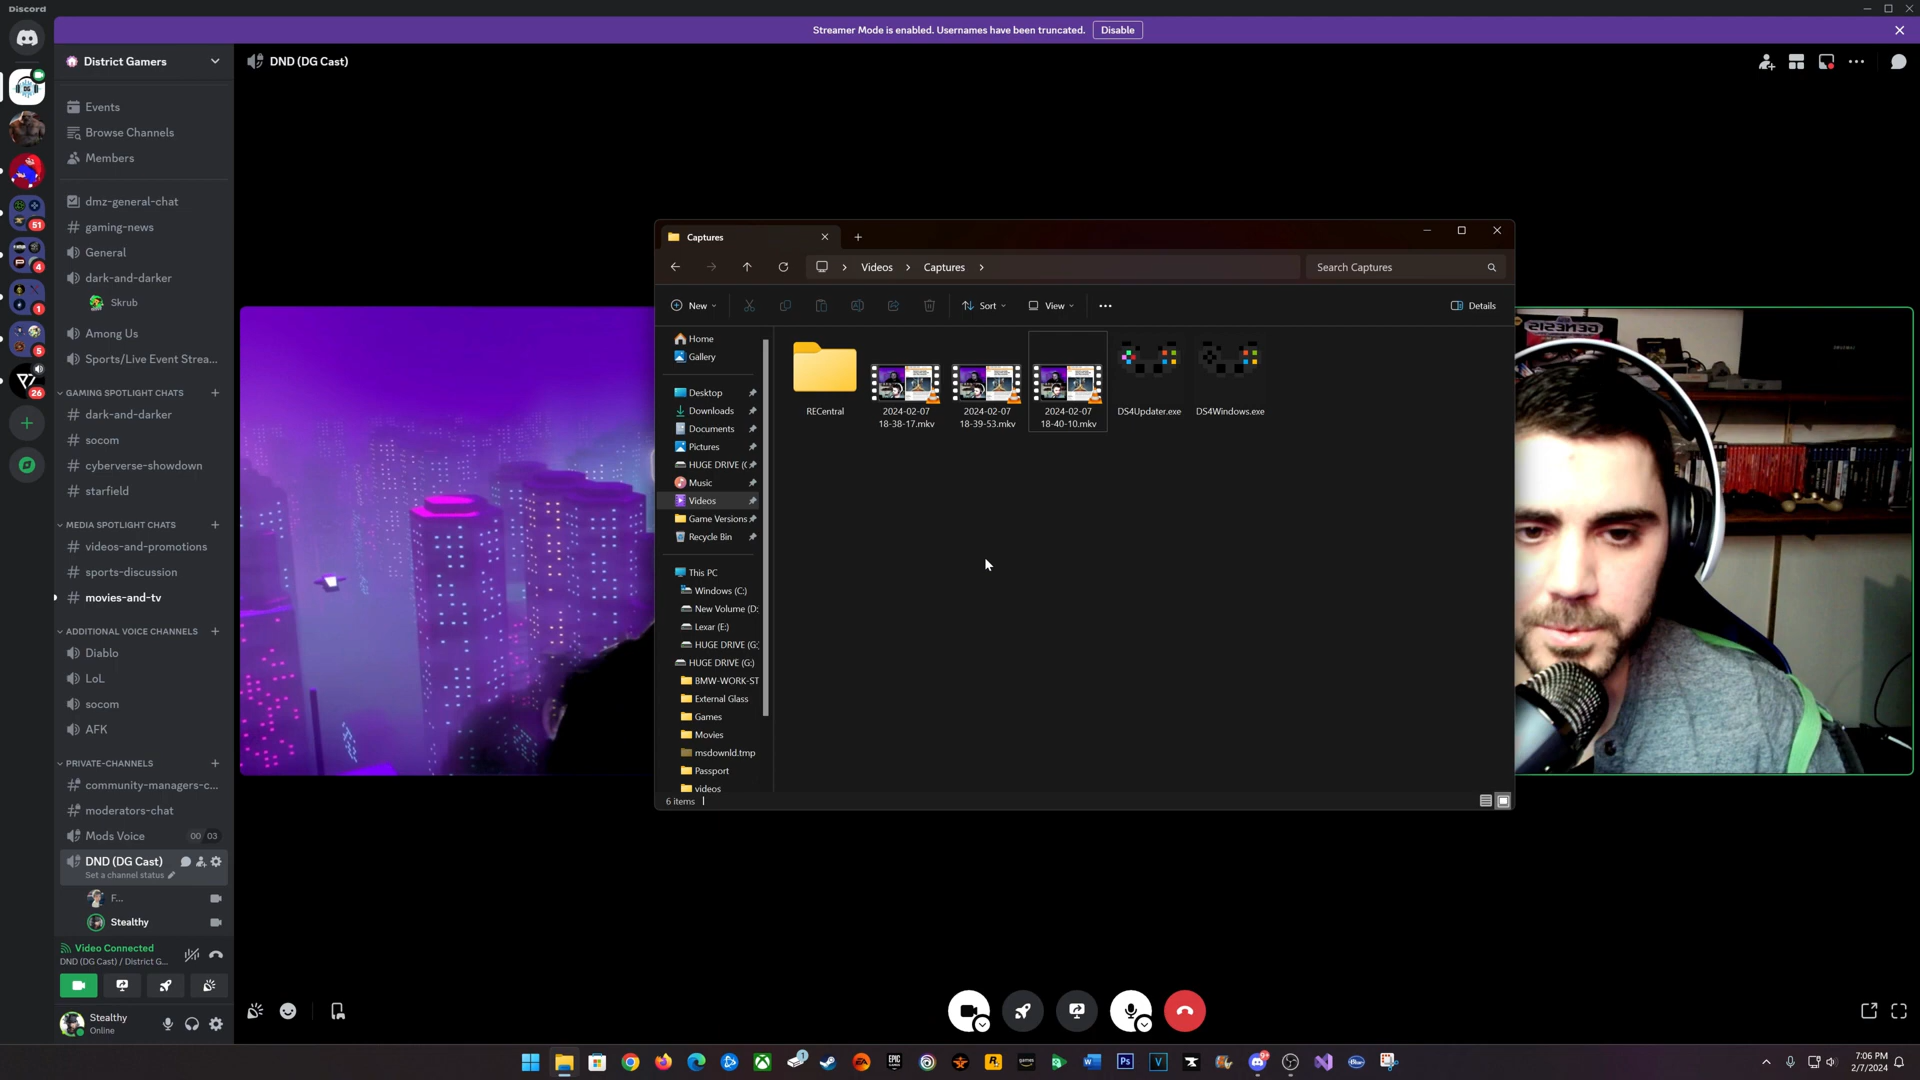 Discord
Streamer Mode is enabled. Usernames have been truncated.
Disable
District Gamers
DND (DG Cast)
Events
Browse Channels
Members
dmz-general-chat
gaming-news
General
dark-and-darker
Skrub
Among Us
Sports/Live Event Strea...
GAMING SPOTLIGHT CHATS
dark-and-darker
socom
cyberverse-showdown
starfield
MEDIA SPOTLIGHT CHATS
videos-and-promotions
sports-discussion
movies-and-tv
ADDITIONAL VOICE CHANNELS
Diablo
LoL
socom
AFK
PRIVATE-CHANNELS
community-managers-c...
moderators-chat
Mods Voice
00 03
DND (DG Cast)
Set a channel status
F...
Stealthy
Video Connected
DND (DG Cast) / District G...
Stealthy
Online
51
4
1
5
26
Captures
Videos
Captures
Search Captures
New
Sort
View
Details
Home
Gallery
Desktop
Downloads
Documents
Pictures
HUGE DRIVE (
Music
Videos
Game Versions
Recycle Bin
This PC
Windows (C:)
New Volume (D:
Lexar (E:)
HUGE DRIVE (G:
HUGE DRIVE (G:)
BMW-WORK-ST
External Glass
Games
Movies
msdownld.tmp
Passport
videos
RECentral
2024-02-07
18-38-17.mkv
2024-02-07
18-39-53.mkv
2024-02-07
18-40-10.mkv
DS4Updater.exe
DS4Windows.exe
6 items
GENESIS
7:06 PM
2/7/2024